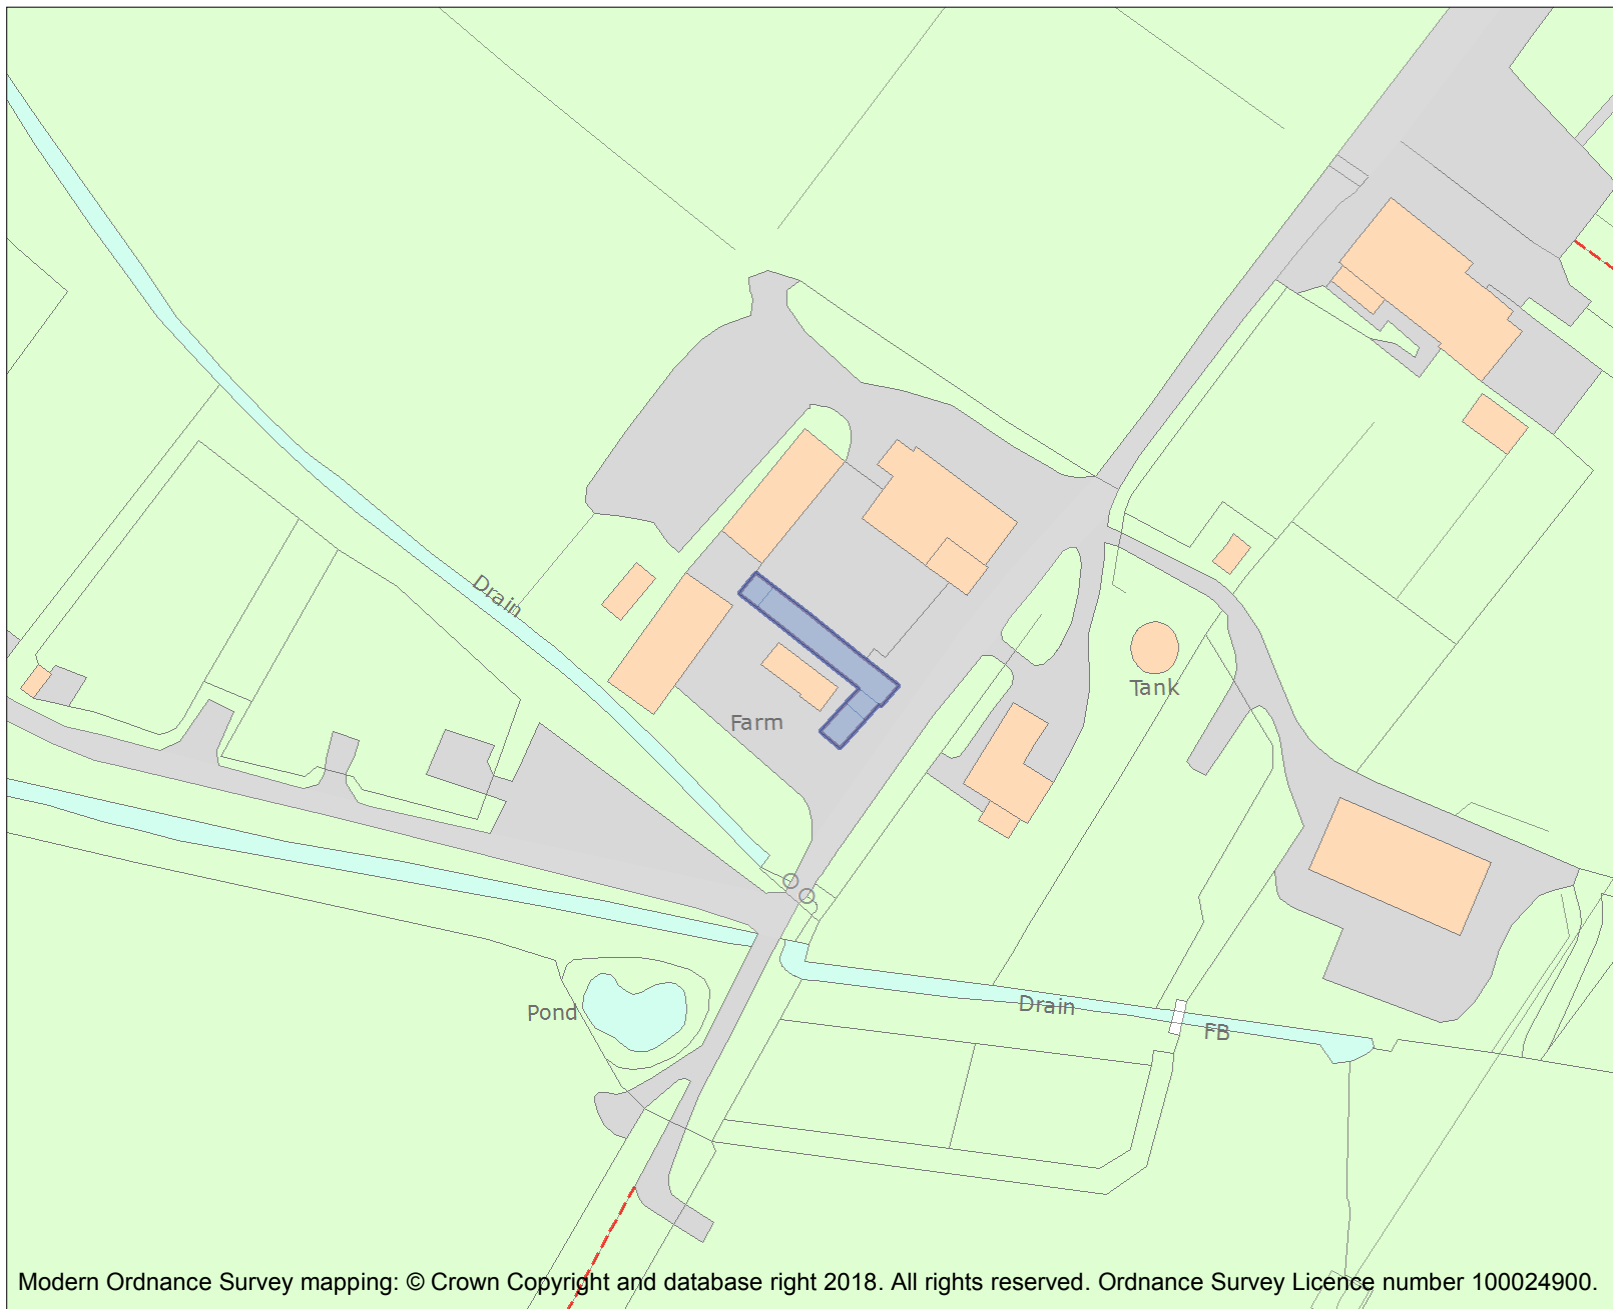 Drain
Tank
Farm
Pond
Drain
FB
Modern Ordnance Survey mapping: © Crown Copyright and database right 2018. All rights reserved. Ordnance Survey Licence number 100024900.